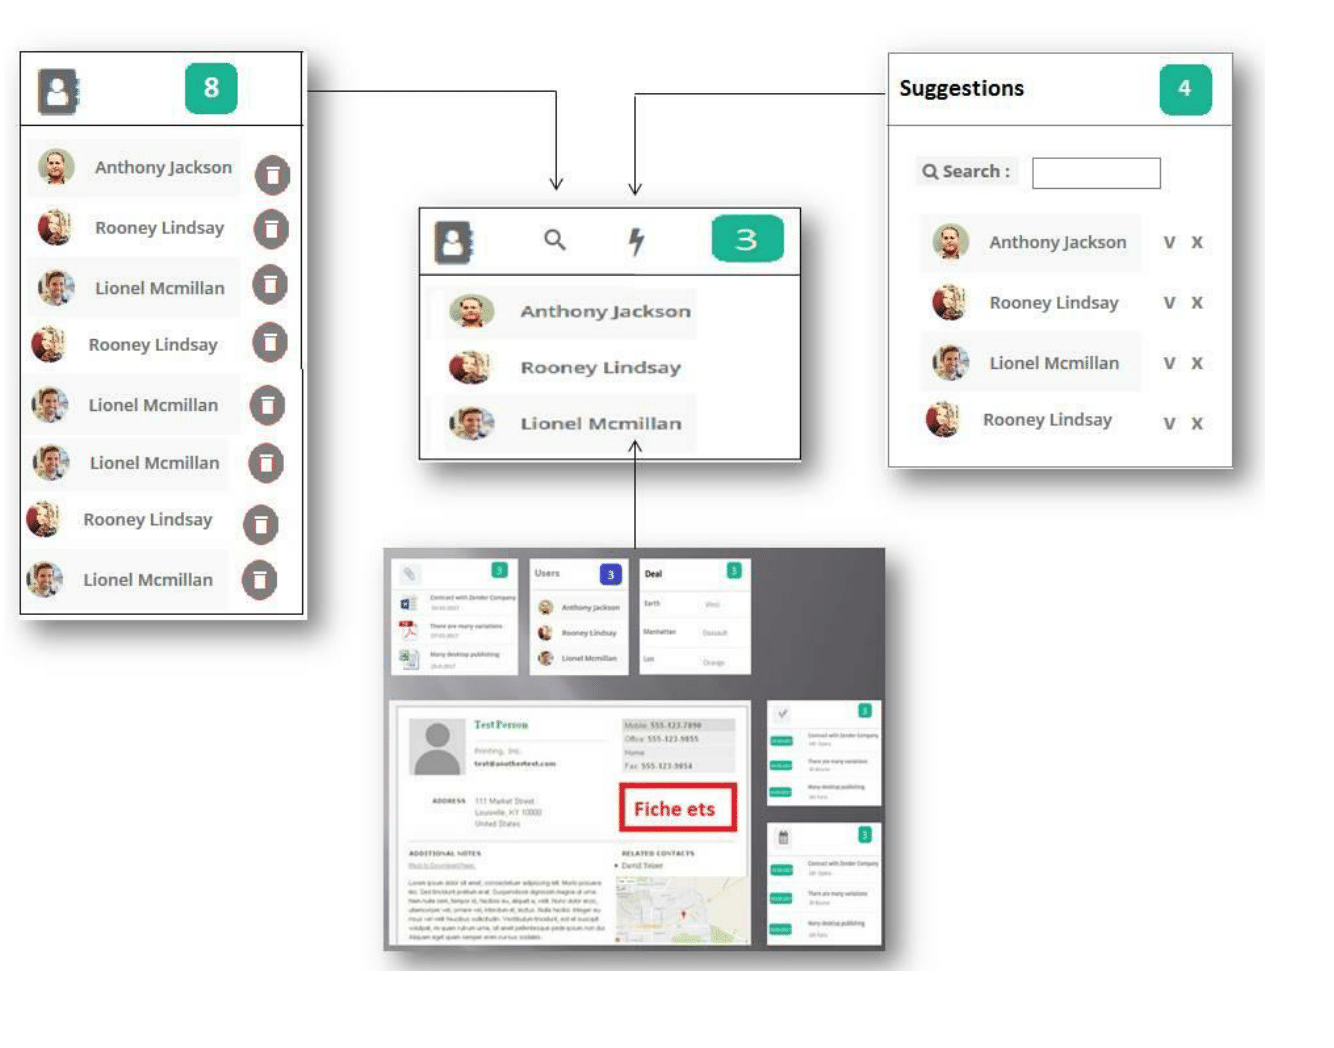 8
Anthony Jackson
Rooney Lindsay
Lionel Mcmillan
Rooney Lindsay
Lionel Mcmillan
Lionel Mcmillan
Rooney Lindsay
Lionel Mcmillan
3
Anthony Jackson
Rooney Lindsay
Lionel Mcmillan
Suggestions 4
Search :
Anthony Jackson V X
Rooney Lindsay V X
Lionel Mcmillan V X
Rooney Lindsay V X
3
Contract with Zender Company
There are many variations
Many desktop publishing
Users 3
Anthony Jackson
Rooney Lindsay
Lionel Mcmillan
Deal 3
Earth West
Manhattan
Orange
Test Person
Printing, Inc.
test@anothertest.com
Mobile: 555-123-7890
Office: 555-123-9855
Home
Fax: 555-123-9854
ADDRESS 111 Market Street
Louisville, KY 10000
United States
Fiche ets
ADDITIONAL NOTES
RELATED CONTACTS
3
Contract with Zender Company
There are many variations
Many desktop publishing
3
Contract with Zender Company
There are many variations
Many desktop publishing